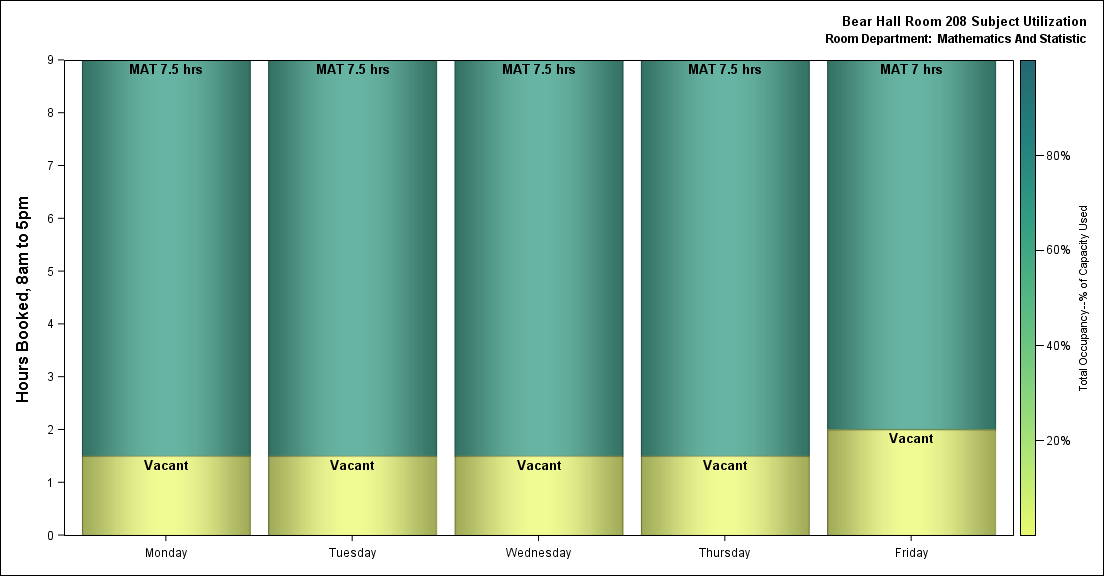 Bear Hall Room 208 Subject Utilization
Room Department: Mathematics And Statistic
Hours Booked, 8am to 5pm
9
8
7
6
5
4
3
2
1
0
MAT 7.5 hrs
MAT 7.5 hrs
MAT 7.5 hrs
MAT 7.5 hrs
MAT 7 hrs
Vacant
Vacant
Vacant
Vacant
Vacant
Monday
Tuesday
Wednesday
Thursday
Friday
80%
60%
40%
20%
Total Occupancy--% of Capacity Used